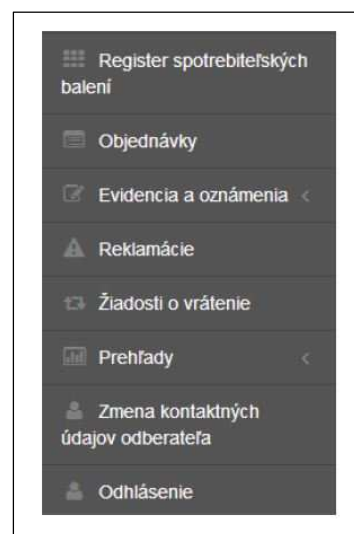 Register spotrebiteľských
balení
Objednávky
Evidencia a oznámenia
Reklamácie
Žiadosti o vrátenie
Prehľady
Zmena kontaktných
údajov odberateľa
Odhlásenie